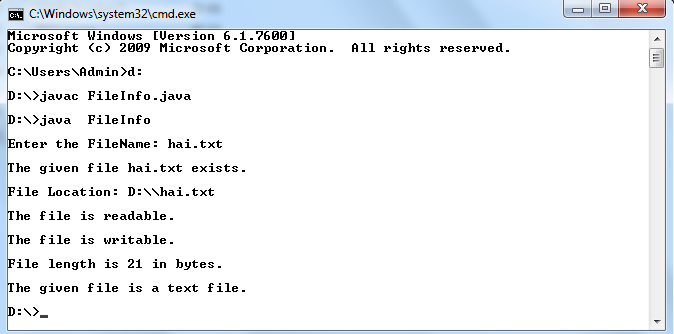 C:\Windows\system32\cmd.exe
Microsoft Windows [Version 6.1.7600]
Copyright (c) 2009 Microsoft Corporation.  All rights reserved.
C:\Users\Admin>d:
D:\>javac FileInfo.java
D:\>java  FileInfo
Enter the FileName: hai.txt
The given file hai.txt exists.
File Location: D:\\hai.txt
The file is readable.
The file is writable.
File length is 21 in bytes.
The given file is a text file.
D:\>_